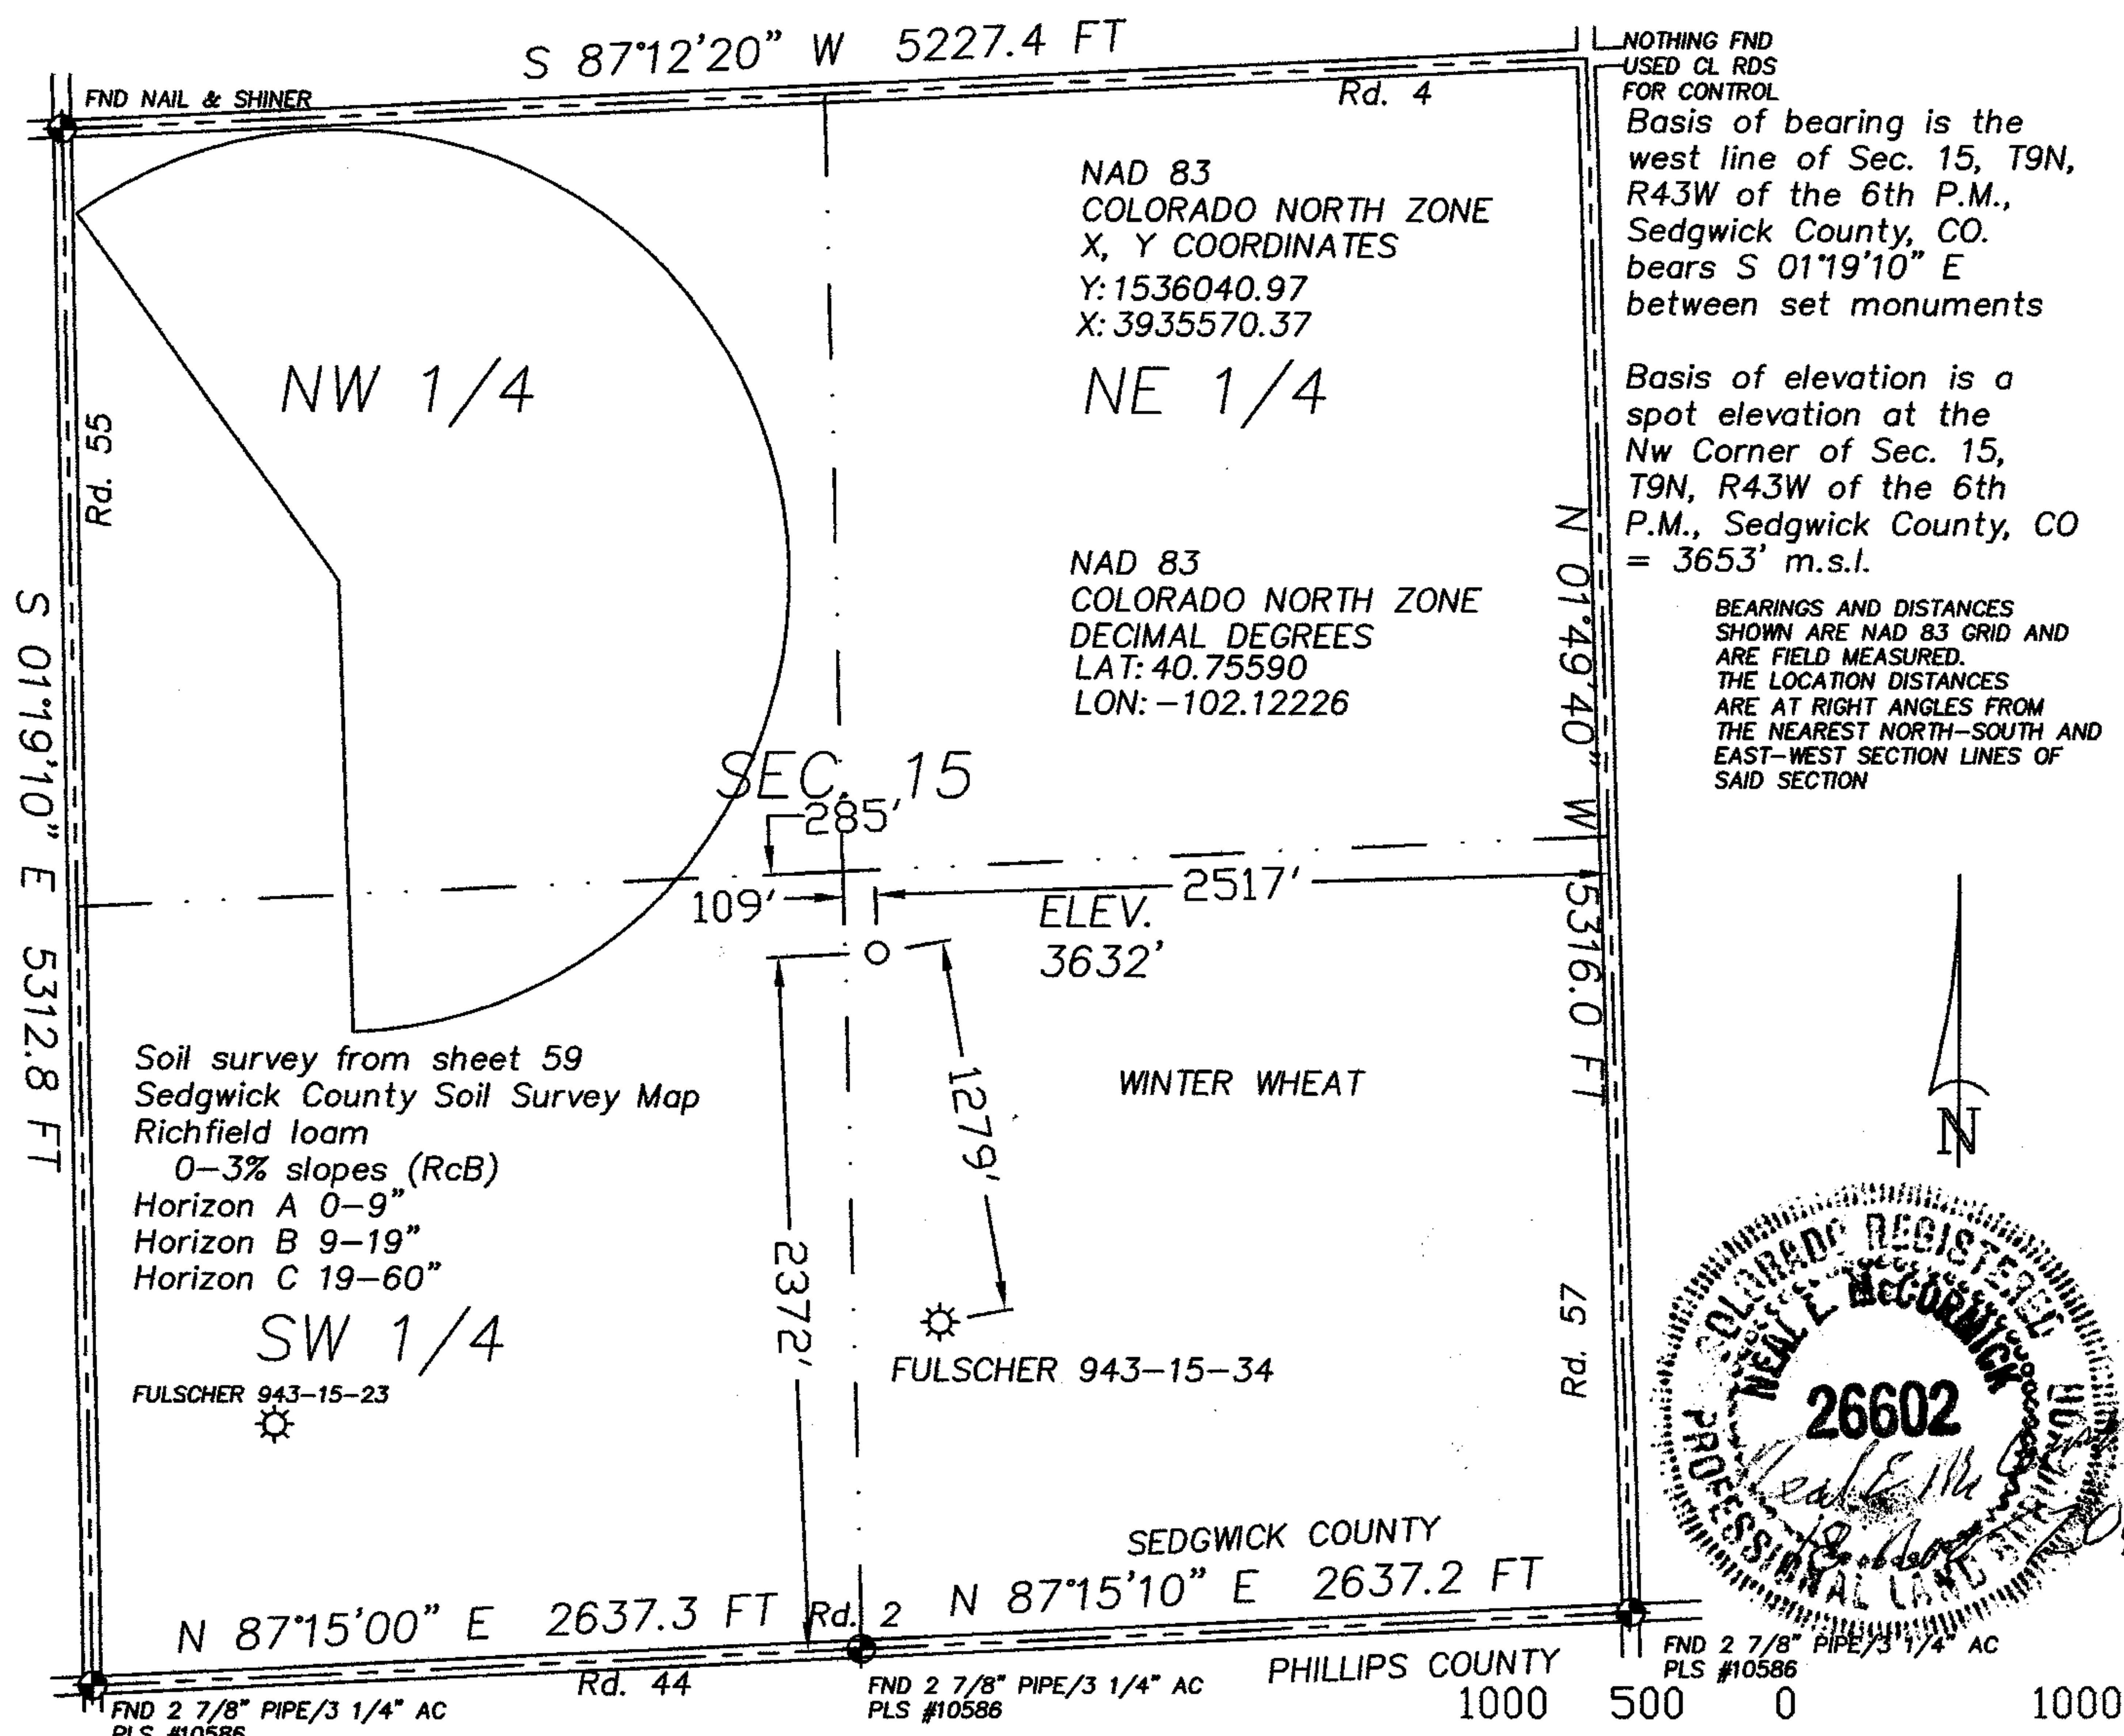 S 87°12'20" W 5227.4 FT
NOTHING FND
USED CL RDS
FOR CONTROL
FND NAIL & SHINER
Rd. 4
Basis of bearing is the
west line of Sec. 15, T9N,
R43W of the 6th P.M.,
Sedgwick County, CO.
bears S 01°19'10" E
between set monuments
NAD 83
COLORADO NORTH ZONE
X, Y COORDINATES
Y: 1536040.97
X: 3935570.37
NW 1/4
NE 1/4
Rd. 55
Basis of elevation is a
spot elevation at the
Nw Corner of Sec. 15,
T9N, R43W of the 6th
P.M., Sedgwick County, CO
= 3653' m.s.l.
NAD 83
COLORADO NORTH ZONE
DECIMAL DEGREES
LAT: 40.75590
LON: -102.12226
BEARINGS AND DISTANCES
SHOWN ARE NAD 83 GRID AND
ARE FIELD MEASURED.
THE LOCATION DISTANCES
ARE AT RIGHT ANGLES FROM
THE NEAREST NORTH-SOUTH AND
EAST-WEST SECTION LINES OF
SAID SECTION
S 01°19'10" E 5312.8 FT
N 01°49'40" W 5316.0 FT
SEC. 15
285'
109'
2517'
ELEV.
3632'
1279'
2372'
WINTER WHEAT
N
Soil survey from sheet 59
Sedgwick County Soil Survey Map
Richfield loam
0-3% slopes (RcB)
Horizon A 0-9"
Horizon B 9-19"
Horizon C 19-60"
SW 1/4
FULSCHER 943-15-23
FULSCHER 943-15-34
Rd. 57
COLORADO REGISTERED
NEAL E. McCORMICK
26602
PROFESSIONAL LAND
SEDGWICK COUNTY
N 87°15'00" E 2637.3 FT
Rd. 2
N 87°15'10" E 2637.2 FT
Rd. 44
PHILLIPS COUNTY
FND 2 7/8" PIPE/3 1/4" AC
PLS #10586
FND 2 7/8" PIPE/3 1/4" AC
PLS #10586
FND 2 7/8" PIPE/3 1/4" AC
PLS #10586
1000 500 0 1000